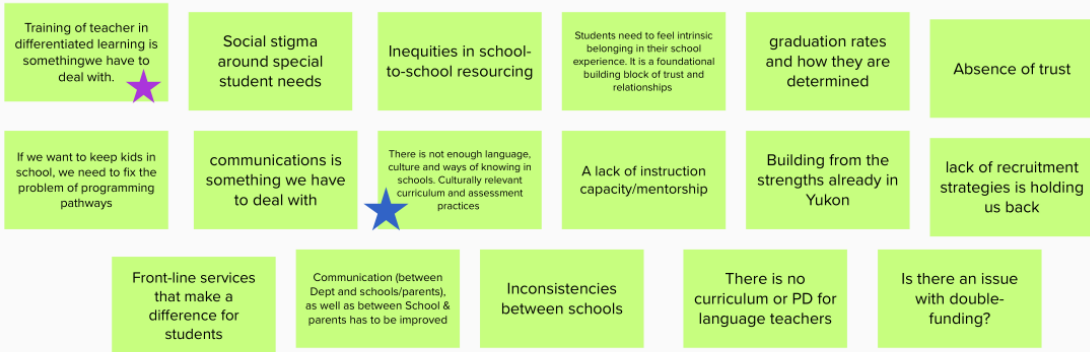 Training of teacher in
differentiated learning is
somethingwe have to
deal with.
Social stigma
around special
student needs
Inequities in school-
to-school resourcing
Students need to feel intrinsic
belonging in their school
experience. It is a foundational
building block of trust and
relationships
graduation rates
and how they are
determined
Absence of trust
If we want to keep kids in
school, we need to fix the
problem of programming
pathways
communications is
something we have
to deal with
There is not enough language,
culture and ways of knowing in
schools. Culturally relevant
curriculum and assessment
practices
A lack of instruction
capacity/mentorship
Building from the
strengths already in
Yukon
lack of recruitment
strategies is holding
us back
Front-line services
that make a
difference for
students
Communication (between
Dept and schools/parents),
as well as between School &
parents has to be improved
Inconsistencies
between schools
There is no
curriculum or PD for
language teachers
Is there an issue
with double-
funding?